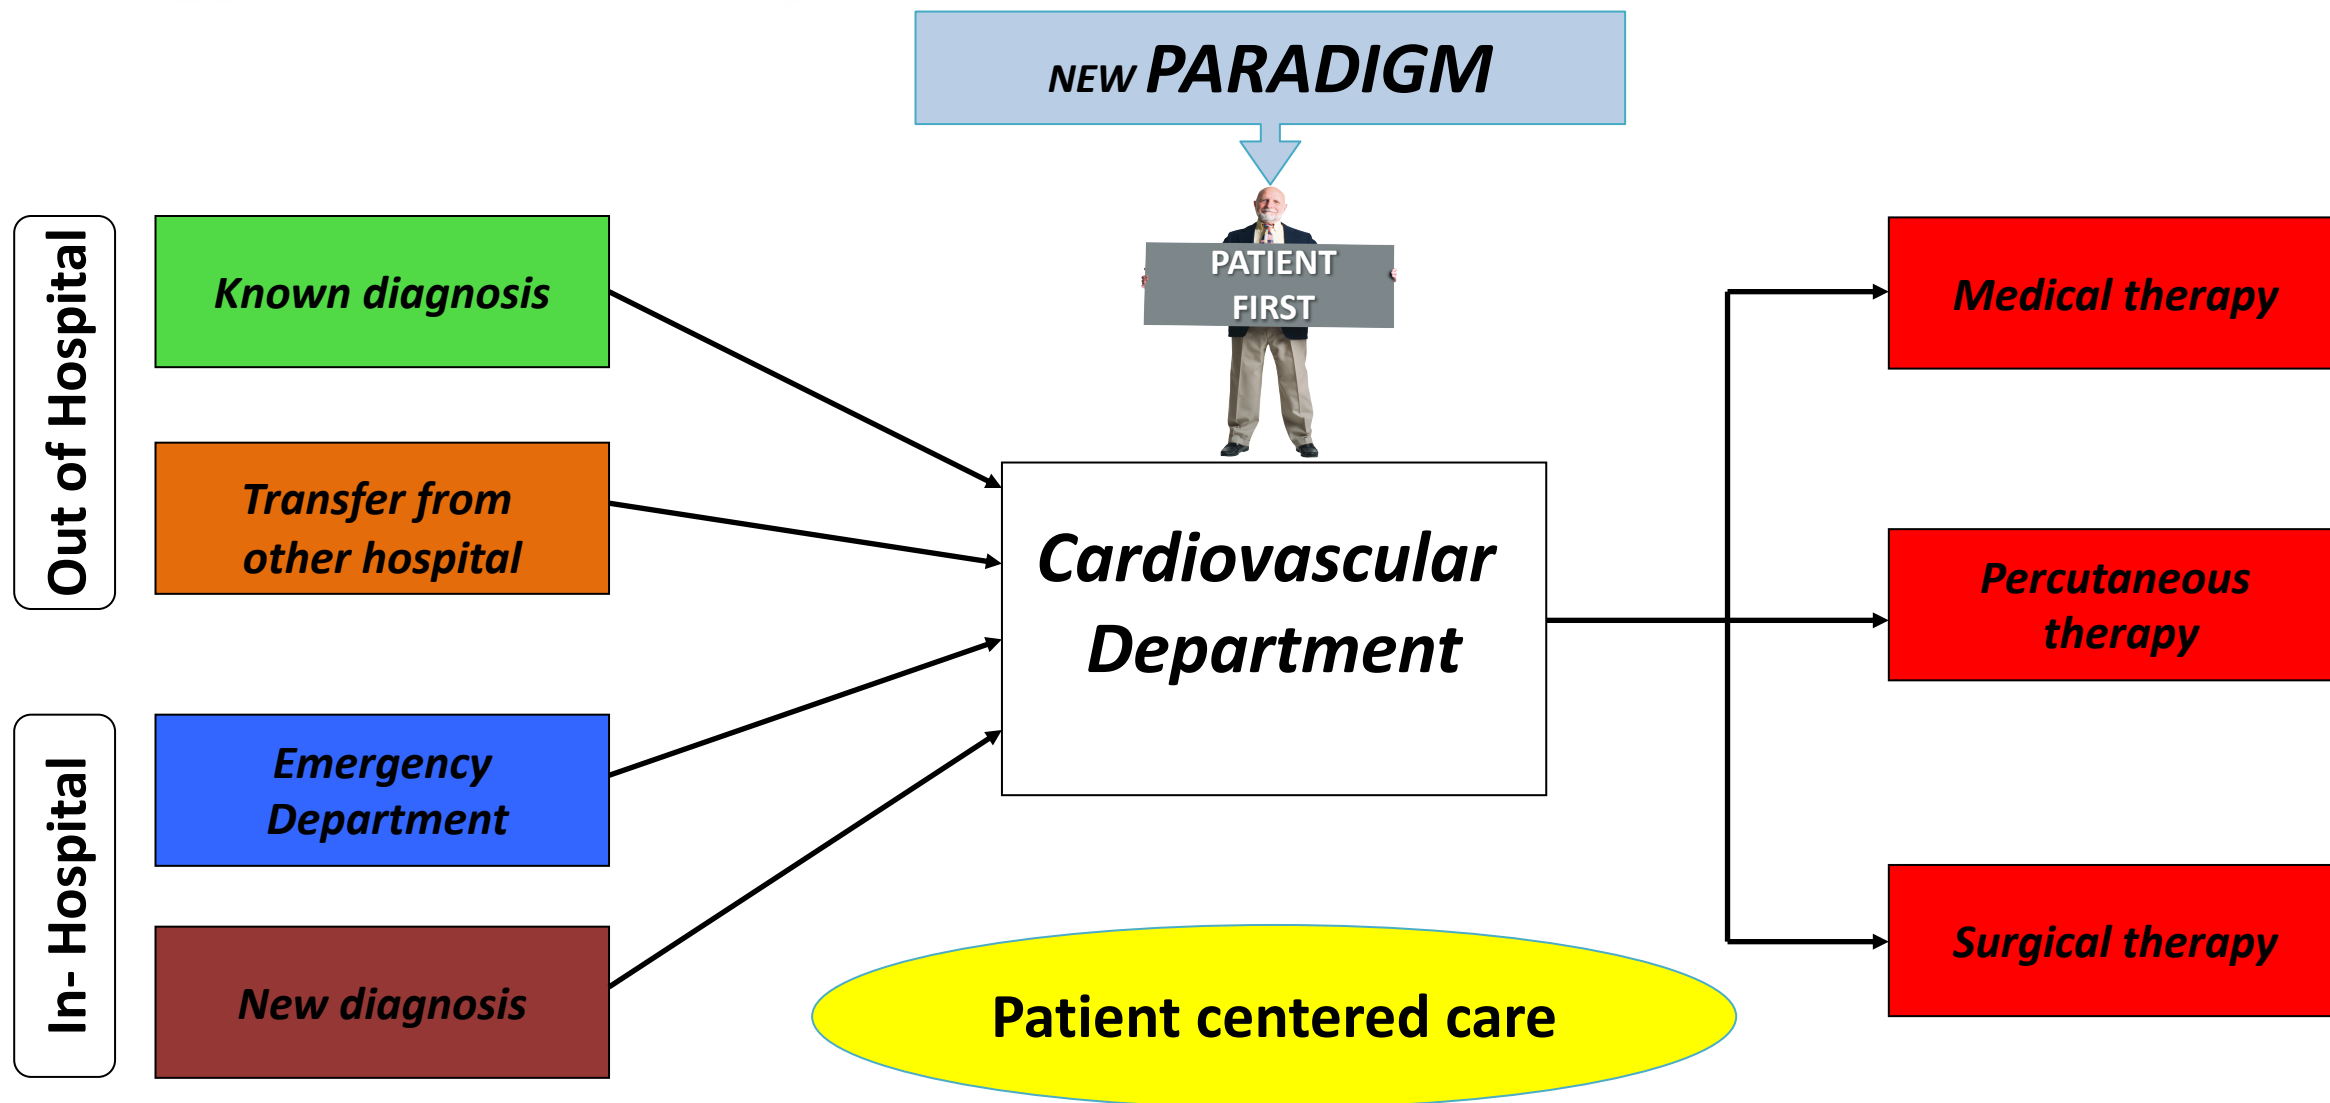 NEW PARADIGM
PATIENT
FIRST
Out of Hospital
Known diagnosis
Transfer from
other hospital
In- Hospital
Emergency
Department
New diagnosis
Cardiovascular
Department
Patient centered care
Medical therapy
Percutaneous
therapy
Surgical therapy